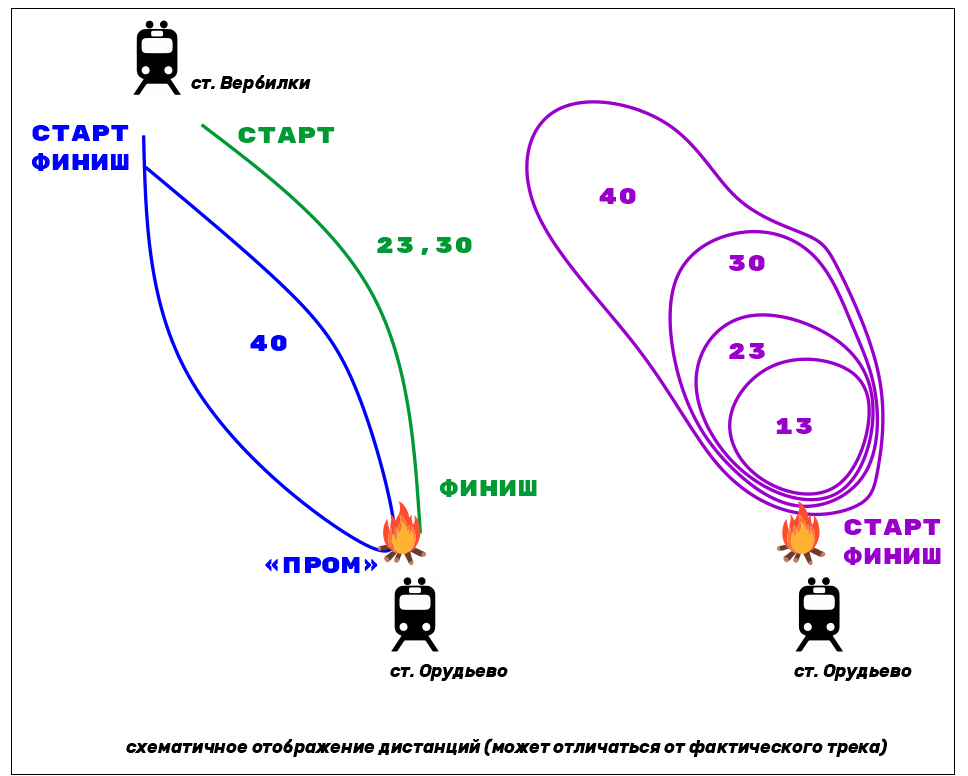 ст. Вербилки
СТАРТ
ФИНИШ
СТАРТ
23,30
40
ФИНИШ
«ПРОМ»
ст. Орудьево
40
30
23
13
СТАРТ
ФИНИШ
ст. Орудьево
схематичное отображение дистанций (может отличаться от фактического трека)